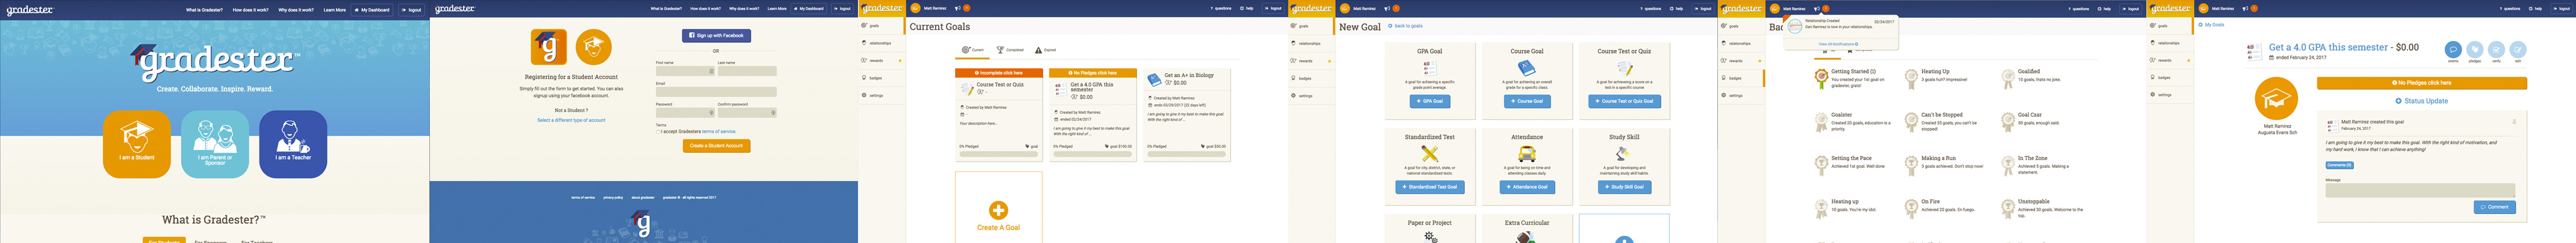 gradester
What is Gradester?
How does it work?
Why does it work?
Learn More
My Dashboard
logout
gradester™
Create. Collaborate. Inspire. Reward.
I am a Student
I am Parent or
Sponsor
I am a Teacher
What is Gradester?™
For Students
For Sponsors
For Teachers
gradester
What is Gradester?
How does it work?
Why does it work?
Learn More
My Dashboard
logout
Registering for a Student Account
Simply fill out the form to get started. You can also
signup using your facebook account.
Not a Student ?
Select a different type of account
Sign up with Facebook
OR
First name
Last name
Email
Password
Confirm password
Terms
I accept Gradesters terms of service.
Create a Student Account
terms of service
privacy policy
about gradester
gradester © - all rights reserved 2017
gradester
goals
relationships
rewards
badges
settings
Matt Ramirez
questions
help
logout
Current Goals
Current
Completed
Expired
Incomplete click here
Course Test or Quiz
Created by Matt Ramirez
Your description here...
0% Pledged
goal
No Pledges click here
Get a 4.0 GPA this
semester
$0.00
Created by Matt Ramirez
ended 02/24/2017
I am going to give it my best to make this goal
With the right kind of ...
0% Pledged
goal $100.00
Get an A+ in Biology
$0.00
Created by Matt Ramirez
ends 03/29/2017 (33 days left)
I am going to give it my best to make this goal
With the right kind of ...
0% Pledged
goal $50.00
Create A Goal
gradester
goals
relationships
rewards
badges
settings
Matt Ramirez
questions
help
logout
New Goal
back to goals
GPA Goal
A goal for achieving a specific
grade point average.
+ GPA Goal
Course Goal
A goal for achieving an overall
grade for a specific class
+ Course Goal
Course Test or Quiz
A goal for achieving a score on a
test in a specific course
+ Course Test or Quiz Goal
Standardized Test
A goal for city, district, state, or
national standardized tests.
+ Standardized Test Goal
Attendance
A goal for being on time and
attending classes daily.
+ Attendance Goal
Study Skill
A goal for developing and
maintaining study skill habits.
+ Study Skill Goal
Paper or Project
Extra Curricular
gradester
goals
relationships
rewards
badges
settings
Matt Ramirez
questions
help
logout
Relationship Created
02/24/2017
Gari Ramirez is now in your relationships.
View All Notifications
Getting Started (1)
You created your 1st goal on
gradester, grats!
Heating Up
3 goals huh? Impressive!
Goalified
10 goals, thats no joke.
Goalster
Created 20 goals, education is a
priority.
Can't be Stopped
Created 35 goals, you can't be
stopped!
Goal Czar
50 goals, enough said.
Setting the Pace
Achieved 1st goal. Well done
Making a Run
3 goals achieved. Don't stop now!
In The Zone
Achieved 5 goals. Making a
statement.
Heating up
10 goals. You're my idol.
On Fire
Achieved 20 goals. En fuego.
Unstoppable
Achieved 30 goals. Welcome to the
top.
gradester
goals
relationships
rewards
badges
settings
Matt Ramirez
questions
help
logout
My Goals
Get a 4.0 GPA this semester - $0.00
ended February 24, 2017
events
pledges
verify
edit
Matt Ramirez
Augusta Evans Sch
No Pledges click here
Status Update
Matt Ramirez created this goal
February 24, 2017
I am going to give it my best to make this goal. With the right kind of motivation, and
my hard work, I know that I can achieve anything!
Comments (0)
Message
Comment